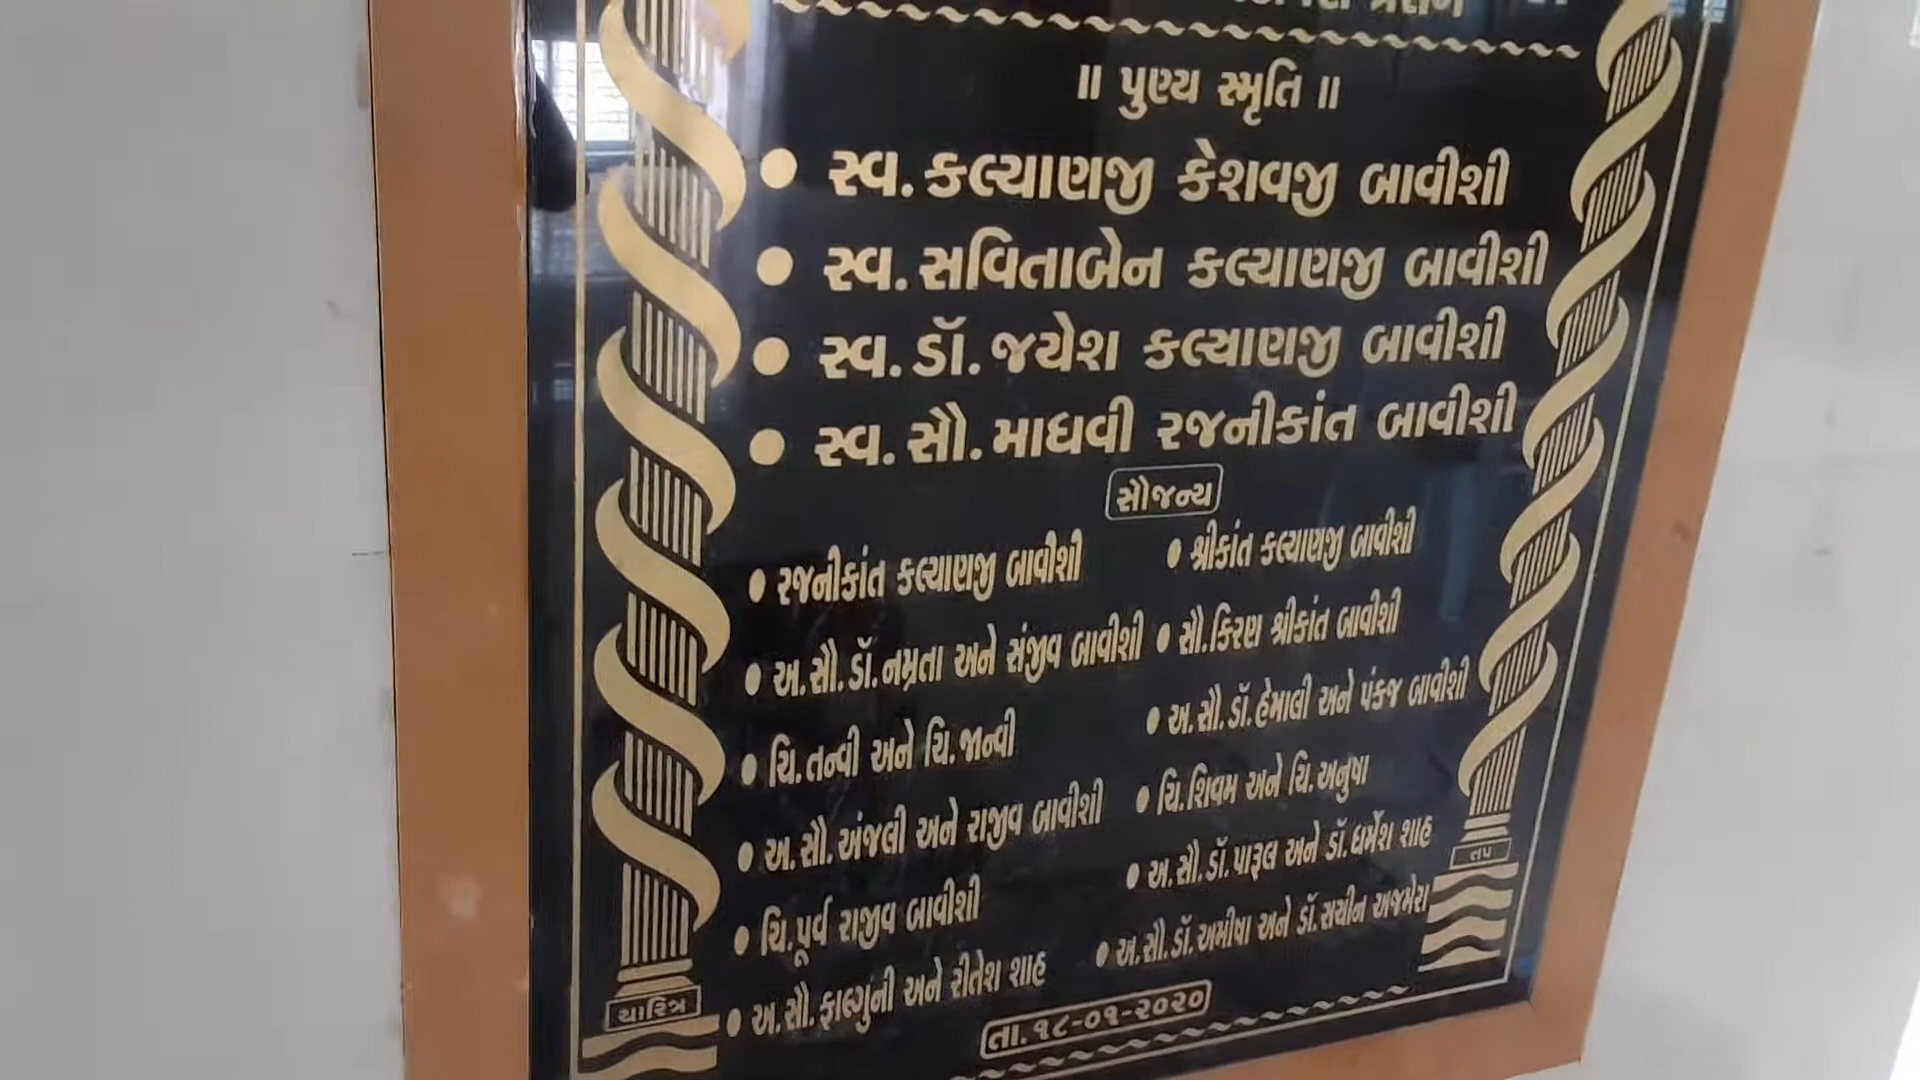 ॥ પુણ્ય સ્મૃતિ ॥
• સ્વ. કલ્યાણજી કેશવજી બાવીશી
• સ્વ. સવિતાબેન કલ્યાણજી બાવીશી
• સ્વ. ડૉ. જયેશ કલ્યાણજી બાવીશી
• સ્વ. સૌ. માધવી રજનીકાંત બાવીશી
સૌજન્ય
• રજનીકાંત કલ્યાણજી બાવીશી
• શ્રીકાંત કલ્યાણજી બાવીશી
• અ. સૌ. ડૉ. નમ્રતા અને સંજીવ બાવીશી
• સૌ. કિરણ શ્રીકાંત બાવીશી
• ચિ. તન્વી અને ચિ. જાન્વી
• અ. સૌ. ડૉ. હેમાલી અને પંકજ બાવીશી
• અ. સૌ. અંજલી અને રાજીવ બાવીશી
• ચિ. શિવમ અને ચિ. અનુષા
• ચિ. પૂર્વ રાજીવ બાવીશી
• અ. સૌ. ડૉ. પારૂલ અને ડૉ. ધર્મેશ શાહ
• અ. સૌ. ફાલ્ગુની અને રીતેશ શાહ
• અ. સૌ. ડૉ. અમીષા અને ડૉ. સચીન અજમેરા
તા. ૧૮-૦૧-૨૦૨૦
ચારિત્ર
તપ